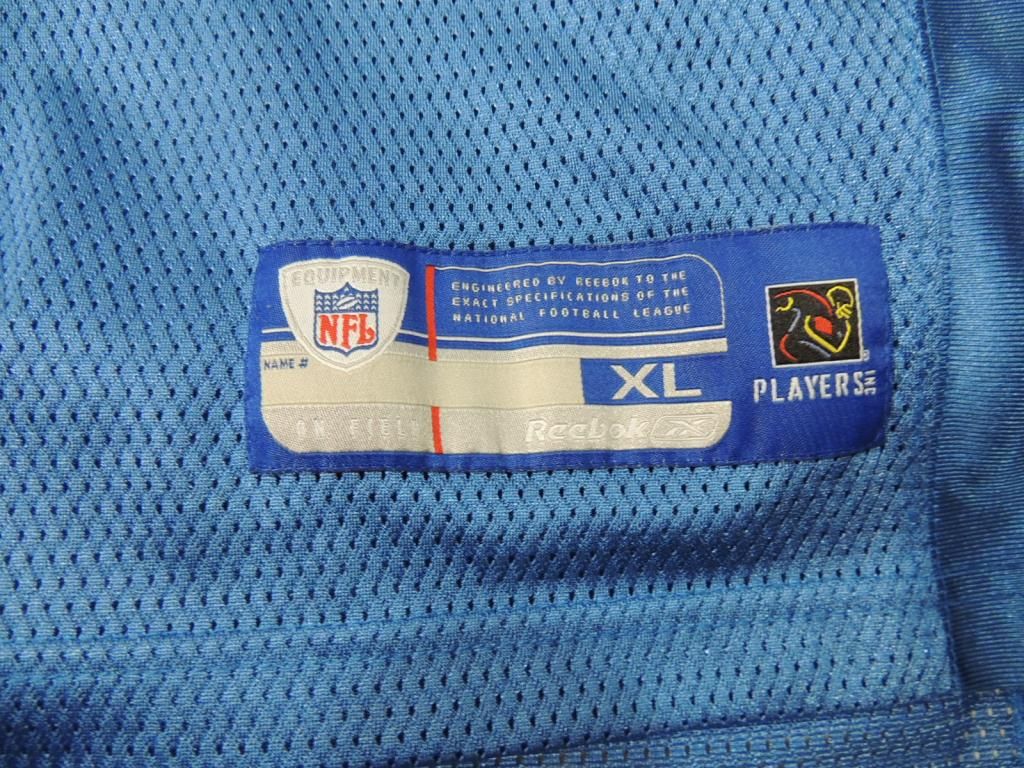 EQUIPMENT
NFL
ENGINEERED BY REEBOK TO THE
EXACT SPECIFICATIONS OF THE
NATIONAL FOOTBALL LEAGUE
NAME #
XL
ON FIELD
Reebok
PLAYERS INC